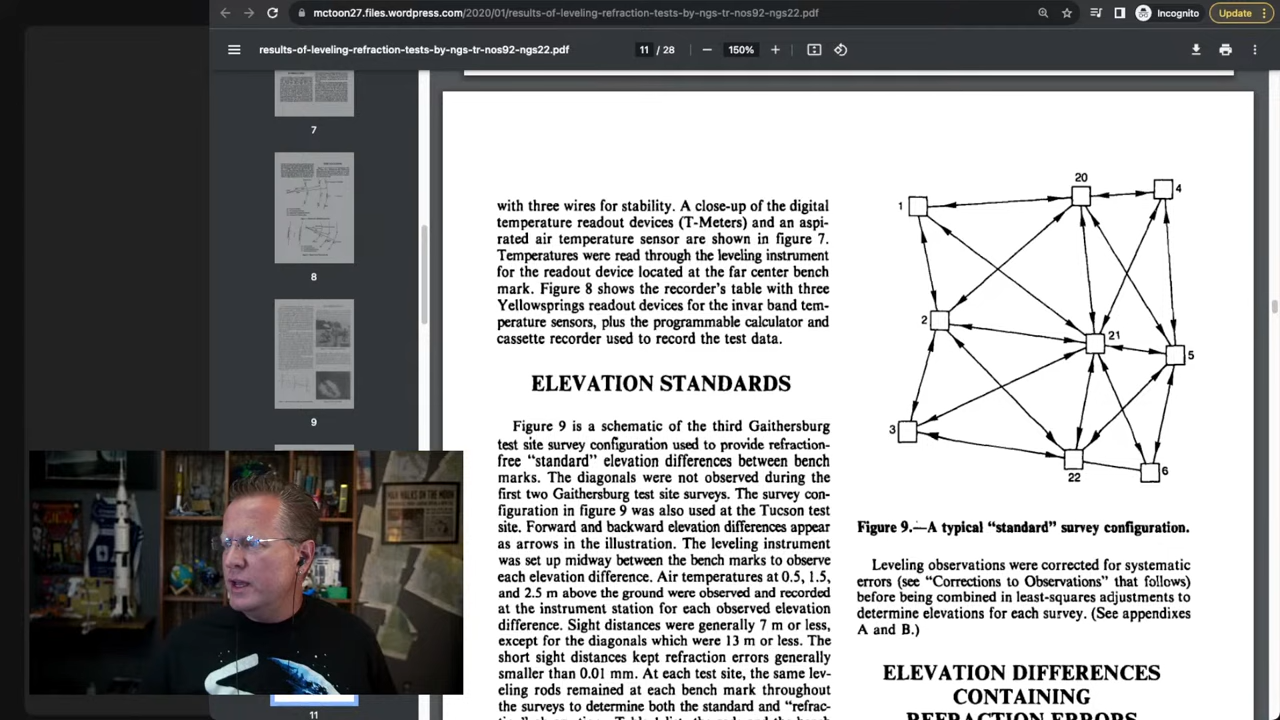 mctoon27.files.wordpress.com/2020/01/results-of-leveling-refraction-tests-by-ngs-tr-nos92-ngs22.pdf
Incognito
Update
results-of-leveling-refraction-tests-by-ngs-tr-nos92-ngs22.pdf
11 / 28
150%
7
8
9
11
with three wires for stability. A close-up of the digital
temperature readout devices (T-Meters) and an aspi-
rated air temperature sensor are shown in figure 7.
Temperatures were read through the leveling instrument
for the readout device located at the far center bench
mark. Figure 8 shows the recorder's table with three
Yellowsprings readout devices for the invar band tem-
perature sensors, plus the programmable calculator and
cassette recorder used to record the test data.
ELEVATION STANDARDS
Figure 9 is a schematic of the third Gaithersburg
test site survey configuration used to provide refraction-
free “standard” elevation differences between bench
marks. The diagonals were not observed during the
first two Gaithersburg test site surveys. The survey con-
figuration in figure 9 was also used at the Tucson test
site. Forward and backward elevation differences appear
as arrows in the illustration. The leveling instrument
was set up midway between the bench marks to observe
each elevation difference. Air temperatures at 0.5, 1.5,
and 2.5 m above the ground were observed and recorded
at the instrument station for each observed elevation
difference. Sight distances were generally 7 m or less,
except for the diagonals which were 13 m or less. The
short sight distances kept refraction errors generally
smaller than 0.01 mm. At each test site, the same lev-
eling rods remained at each bench mark throughout
the surveys to determine both the standard and “refrac-
1
20
4
2
21
5
3
22
6
Figure 9.—A typical “standard” survey configuration.
Leveling observations were corrected for systematic
errors (see “Corrections to Observations” that follows)
before being combined in least-squares adjustments to
determine elevations for each survey. (See appendixes
A and B.)
ELEVATION DIFFERENCES
CONTAINING
REFRACTION ERRORS
MAN WALKS ON THE MOON